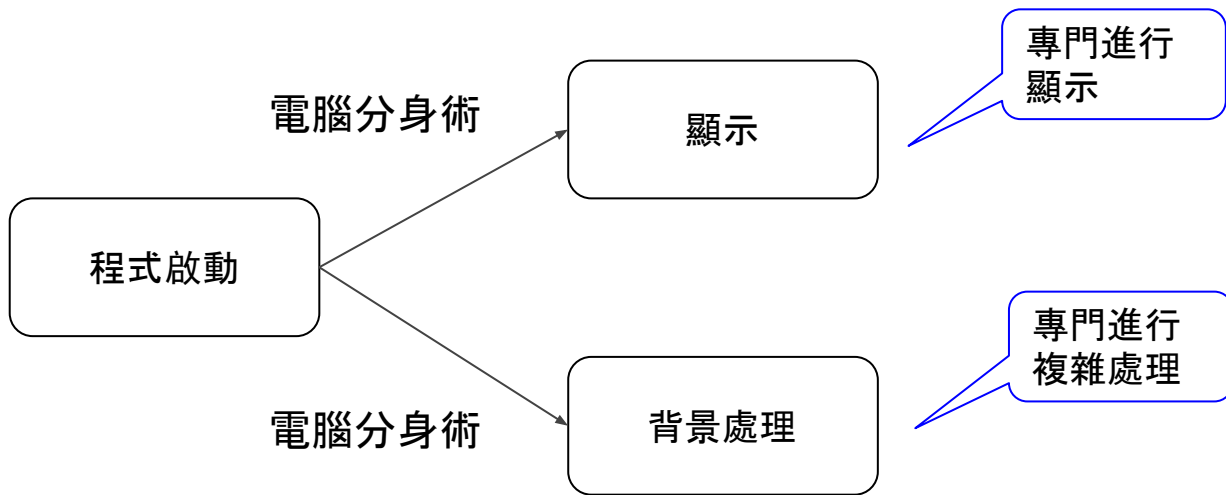 專門進行
顯示
電腦分身術
顯示
程式啟動
專門進行
複雜處理
電腦分身術
背景處理